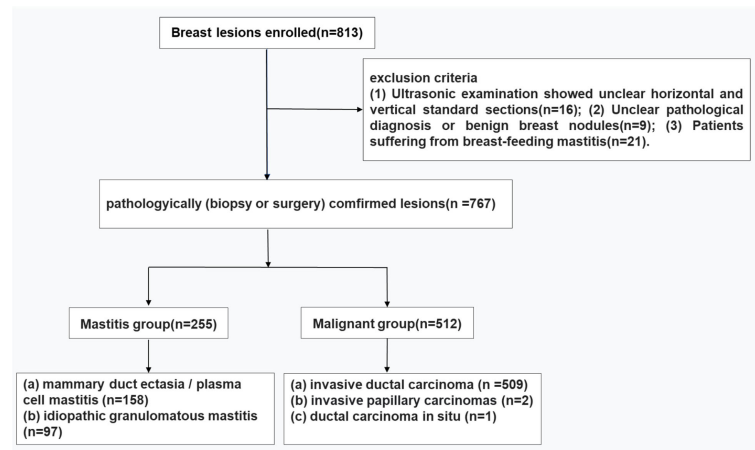 Breast lesions enrolled(n=813)
exclusion criteria
(1) Ultrasonic examination showed unclear horizontal and
vertical standard sections(n=16); (2) Unclear pathological
diagnosis or benign breast nodules(n=9); (3) Patients
suffering from breast-feeding mastitis(n=21).
pathologyically (biopsy or surgery) comfirmed lesions(n =767)
Mastitis group(n=255)
Malignant group(n=512)
(a) mammary duct ectasia / plasma
cell mastitis (n=158)
(b) idiopathic granulomatous mastitis
(n=97)
(a) invasive ductal carcinoma (n =509)
(b) invasive papillary carcinomas (n=2)
(c) ductal carcinoma in situ (n=1)